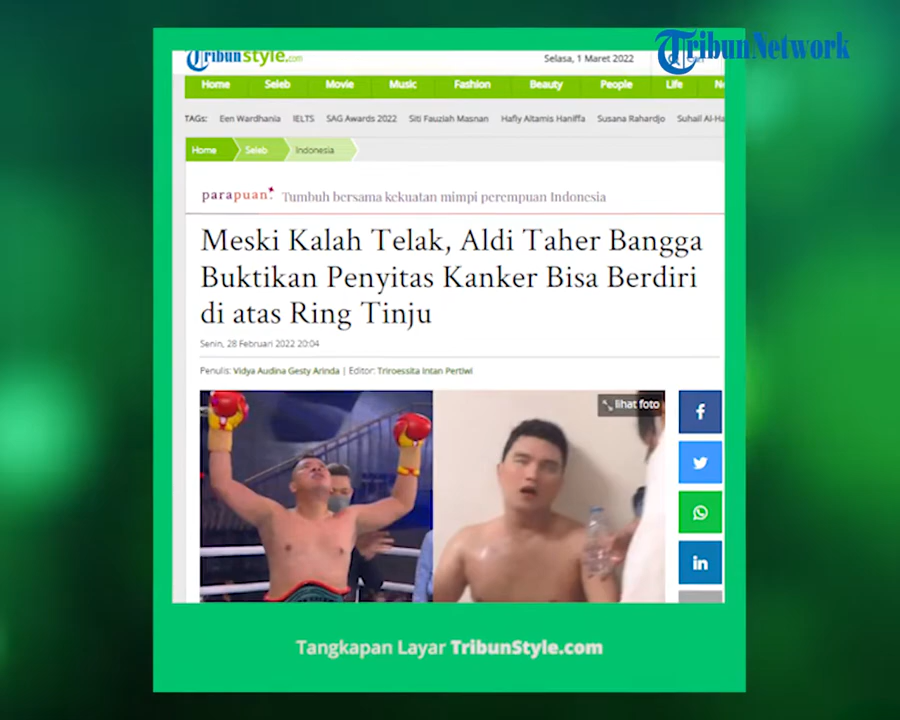 TribunNetwork
Tribunstyle.com
Selasa, 1 Maret 2022
Cari
Home Seleb Movie Music Fashion Beauty People Life
TAGs: Een Wardhania IELTS SAG Awards 2022 Siti Fauziah Masnan Hafly Altamis Haniffa Susana Rahardjo Suhail Al-Ha
Home Seleb Indonesia
parapuan. Tumbuh bersama kekuatan mimpi perempuan Indonesia
Meski Kalah Telak, Aldi Taher Bangga
Buktikan Penyitas Kanker Bisa Berdiri
di atas Ring Tinju
Senin, 28 Februari 2022 20:04
Penulis: Vidya Audina Gesty Arinda | Editor: Triroessita Intan Pertiwi
lihat foto
Tangkapan Layar TribunStyle.com